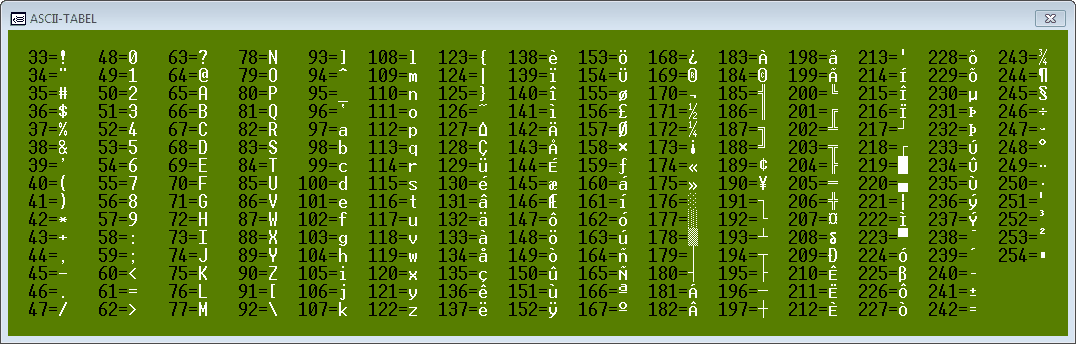 ASCII-TABEL
33=! 48=0 63=? 78=N 93=] 108=l 123={ 138=è 153=ö 168=¿ 183=À 198=ã 213=' 228=õ 243=¾
34=" 49=1 64=@ 79=O 94=^ 109=m 124=| 139=ï 154=ü 169=® 184=© 199=Ã 214=Í 229=Õ 244=¶
35=# 50=2 65=A 80=P 95=_ 110=n 125=} 140=î 155=ø 170=¬ 185=╣ 200=╚ 215=Î 230=µ 245=§
36=$ 51=3 66=B 81=Q 96=` 111=o 126=~ 141=ì 156=£ 171=½ 186=║ 201=╔ 216=Ï 231=Þ 246=÷
37=% 52=4 67=C 82=R 97=a 112=p 127=⌂ 142=Ä 157=Ø 172=¼ 187=╗ 202=╩ 217=┘ 232=Þ 247=¸
38=& 53=5 68=D 83=S 98=b 113=q 128=Ç 143=Å 158=× 173=¡ 188=╝ 203=╦ 218=┌ 233=Ú 248=°
39=' 54=6 69=E 84=T 99=c 114=r 129=ü 144=É 159=ƒ 174=« 189=¢ 204=╠ 219=█ 234=Û 249=¨
40=( 55=7 70=F 85=U 100=d 115=s 130=é 145=æ 160=á 175=» 190=¥ 205=═ 220=▄ 235=Ù 250=·
41=) 56=8 71=G 86=V 101=e 116=t 131=â 146=Æ 161=í 176=░ 191=┐ 206=╬ 221=¦ 236=ý 251=¹
42=* 57=9 72=H 87=W 102=f 117=u 132=ä 147=ô 162=ó 177=▒ 192=└ 207=¤ 222=Ì 237=Ý 252=³
43=+ 58=: 73=I 88=X 103=g 118=v 133=à 148=ö 163=ú 178=▓ 193=┴ 208=ð 223=▀ 238=¯ 253=²
44=, 59=; 74=J 89=Y 104=h 119=w 134=å 149=ò 164=ñ 179=│ 194=┬ 209=Ð 224=ó 239=´ 254=■
45=- 60=< 75=K 90=Z 105=i 120=x 135=ç 150=û 165=Ñ 180=┤ 195=├ 210=Ê 225=ß 240=-
46=. 61== 76=L 91=[ 106=j 121=y 136=ê 151=ù 166=ª 181=Á 196=─ 211=Ë 226=Ô 241=±
47=/ 62=> 77=M 92=\ 107=k 122=z 137=ë 152=ÿ 167=º 182=Â 197=┼ 212=È 227=Ò 242==